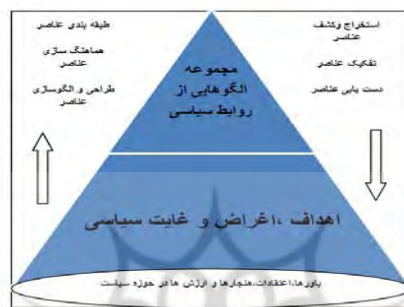 استخراج وکشف
عناصر
تفکیک عناصر
دست یابی عناصر
طبقه بندی عناصر
هماهنگ سازی
عناصر
طراحی و الگوسازی
عناصر
مجموعه
الگوهایی از
روابط سیاسی
اهداف ،اغراض و غایت سیاسی
باورها،اعتقادات،هنجارها و ارزش ها در حوزه سیاست